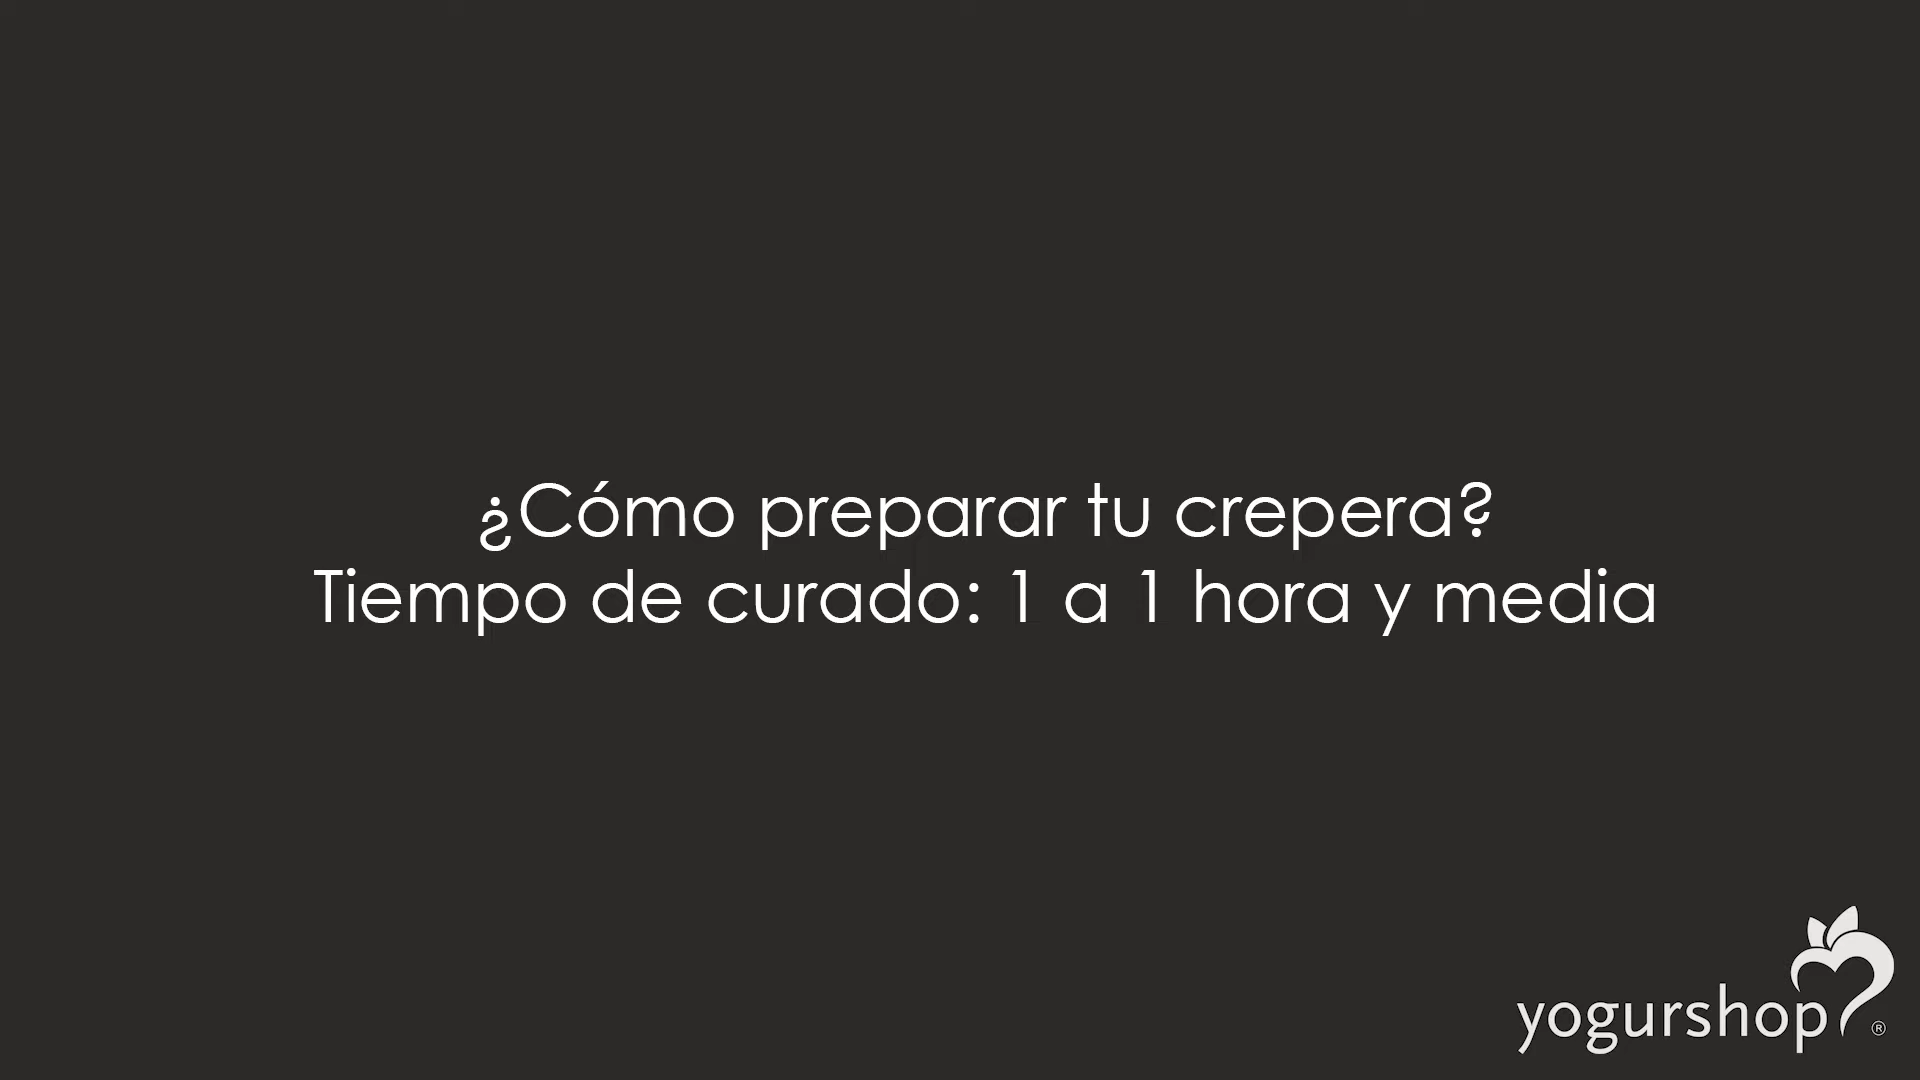 ¿Cómo preparar tu crepera?
Tiempo de curado: 1 a 1 hora y media
yogurshop ®